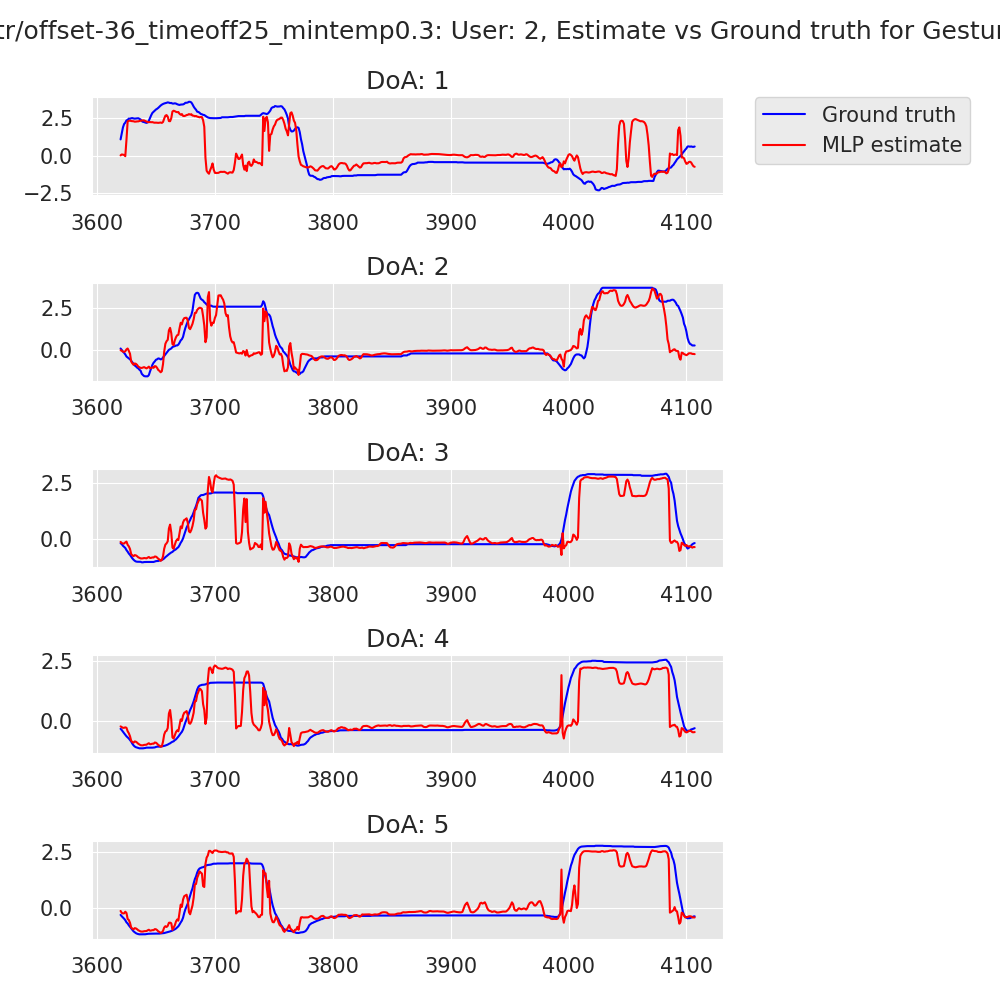 tr/offset-36_timeoff25_mintemp0.3: User: 2, Estimate vs Ground truth for Gestur
DoA: 1
Ground truth
MLP estimate
2.5
0.0
−2.5
3600 3700 3800 3900 4000 4100
DoA: 2
2.5
0.0
3600 3700 3800 3900 4000 4100
DoA: 3
2.5
0.0
3600 3700 3800 3900 4000 4100
DoA: 4
2.5
0.0
3600 3700 3800 3900 4000 4100
DoA: 5
2.5
0.0
3600 3700 3800 3900 4000 4100